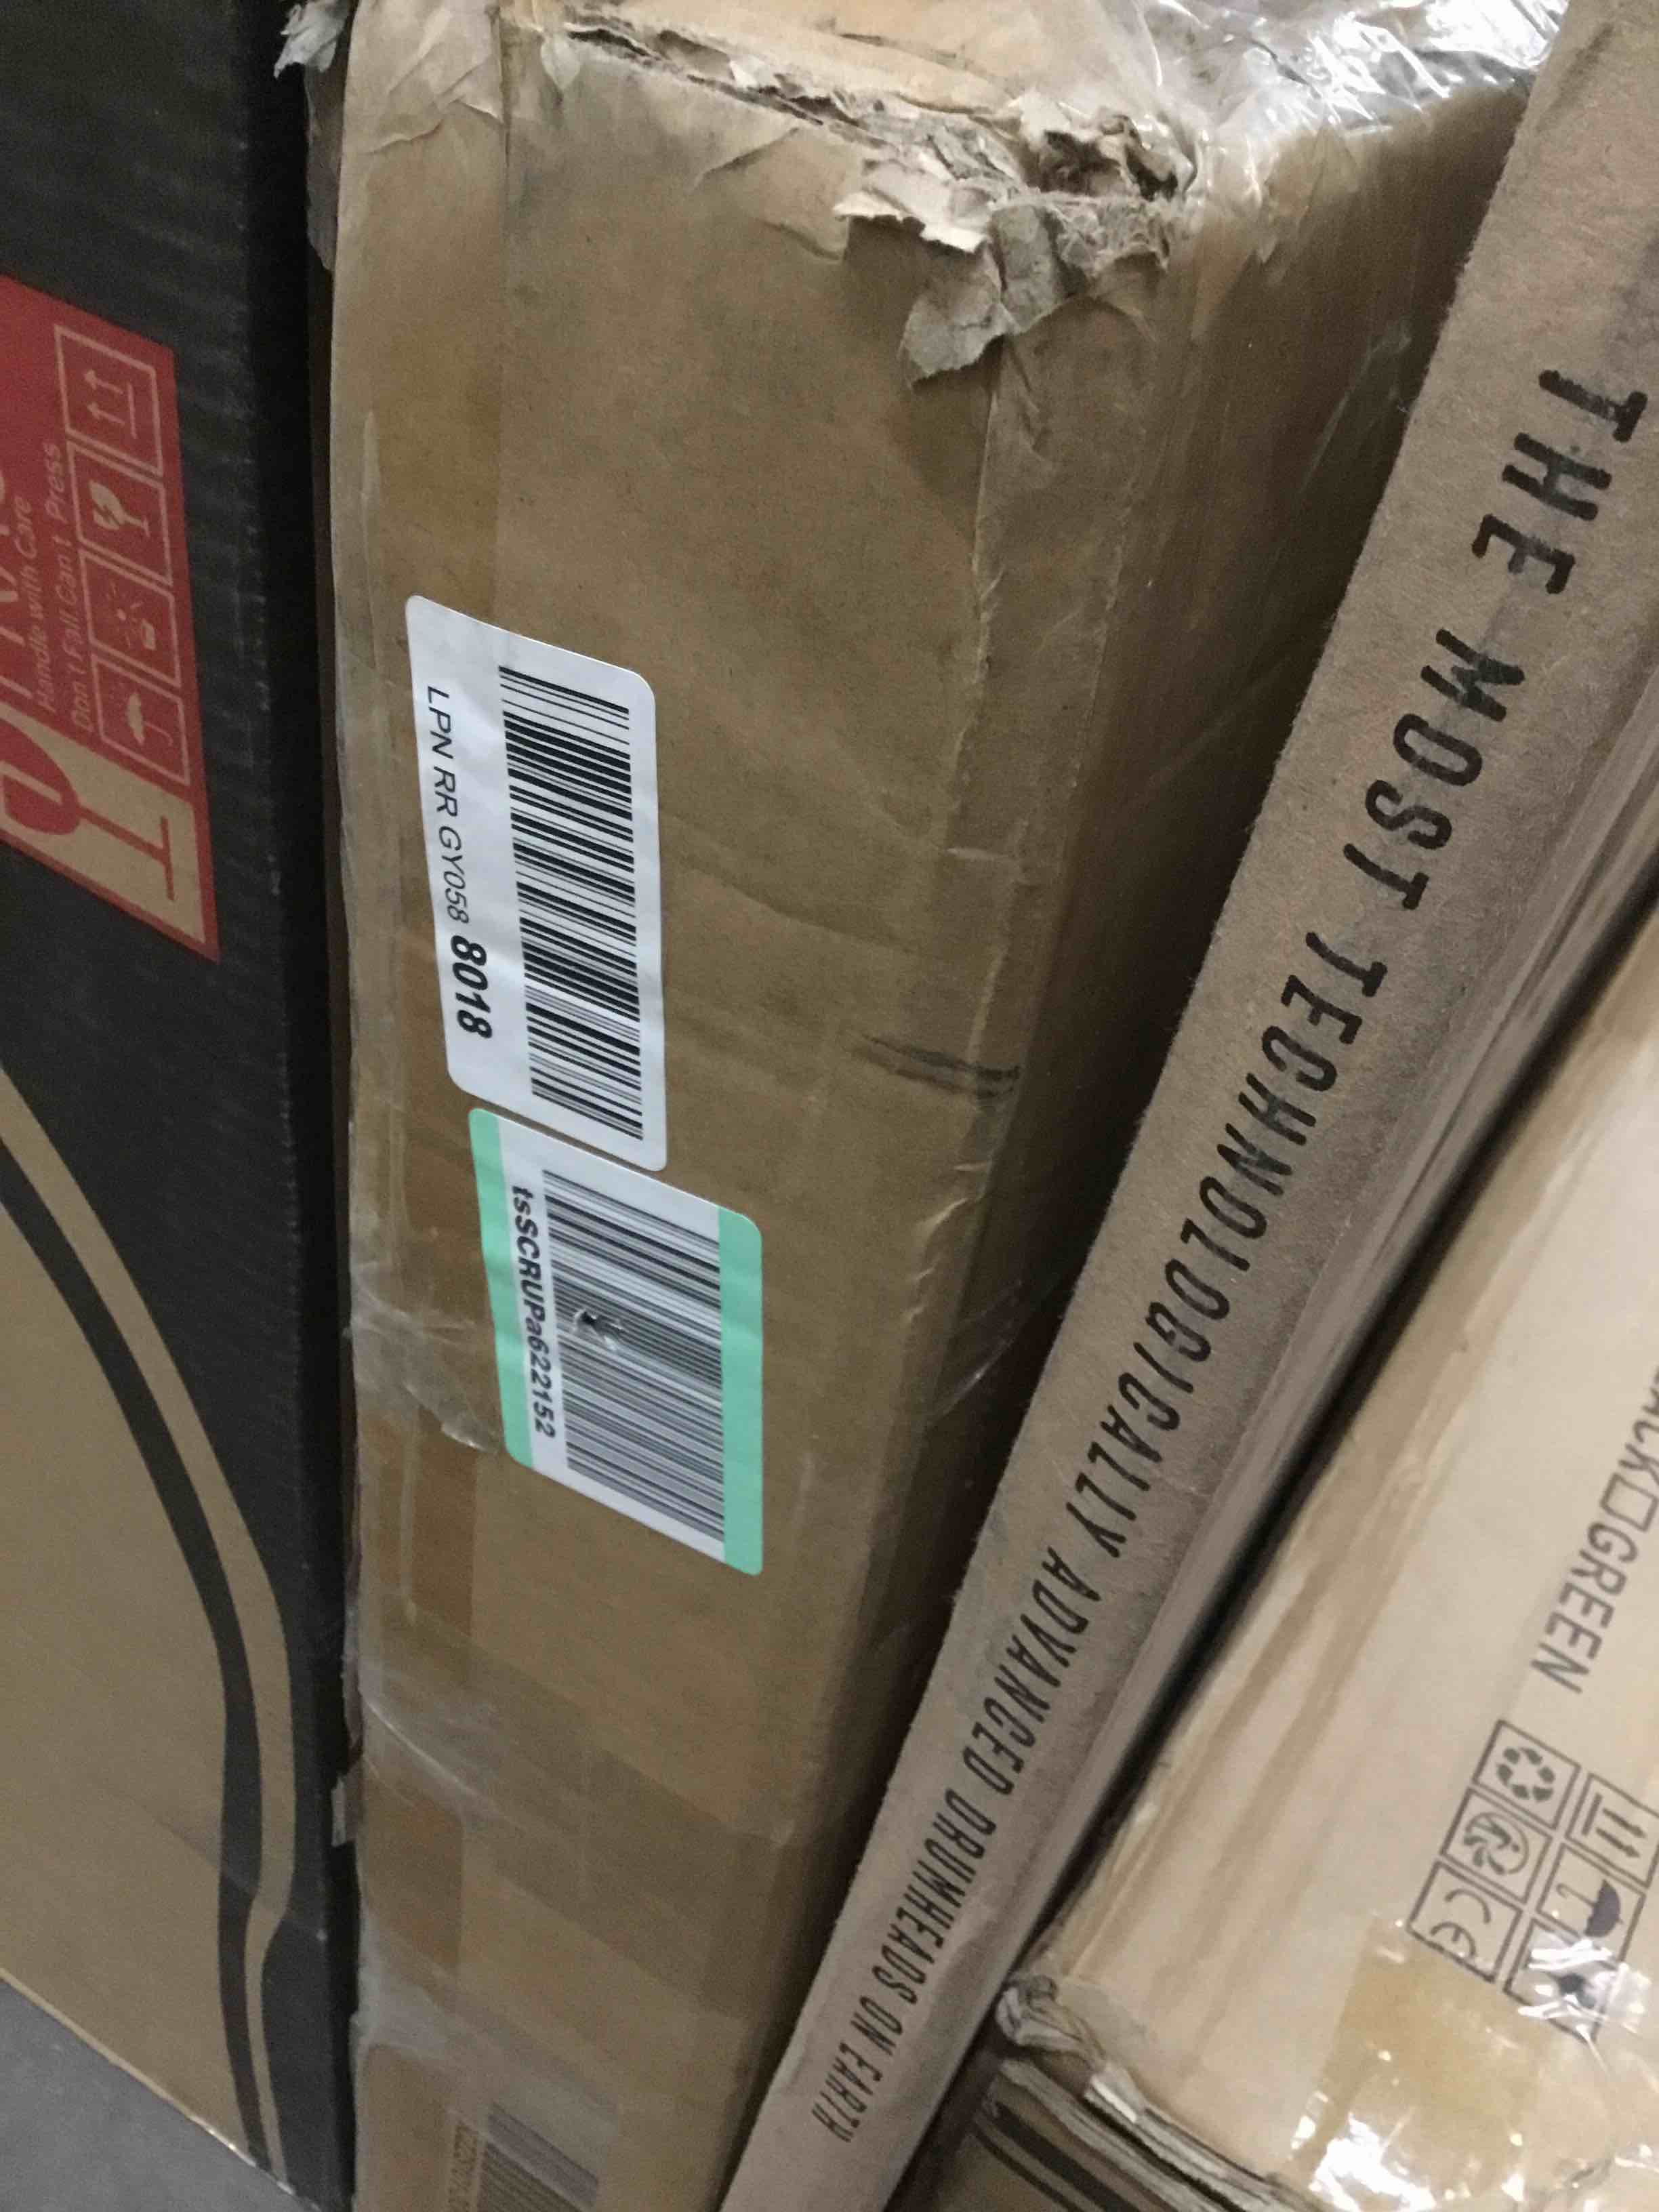 Handle with Care
Don't Fall Can't Press
LPN RR GY058 8018
tsSCRUPa622152
THE MOST TECHNOLOGICALLY ADVANCED DRUMHEADS ON EARTH
GREEN
CE